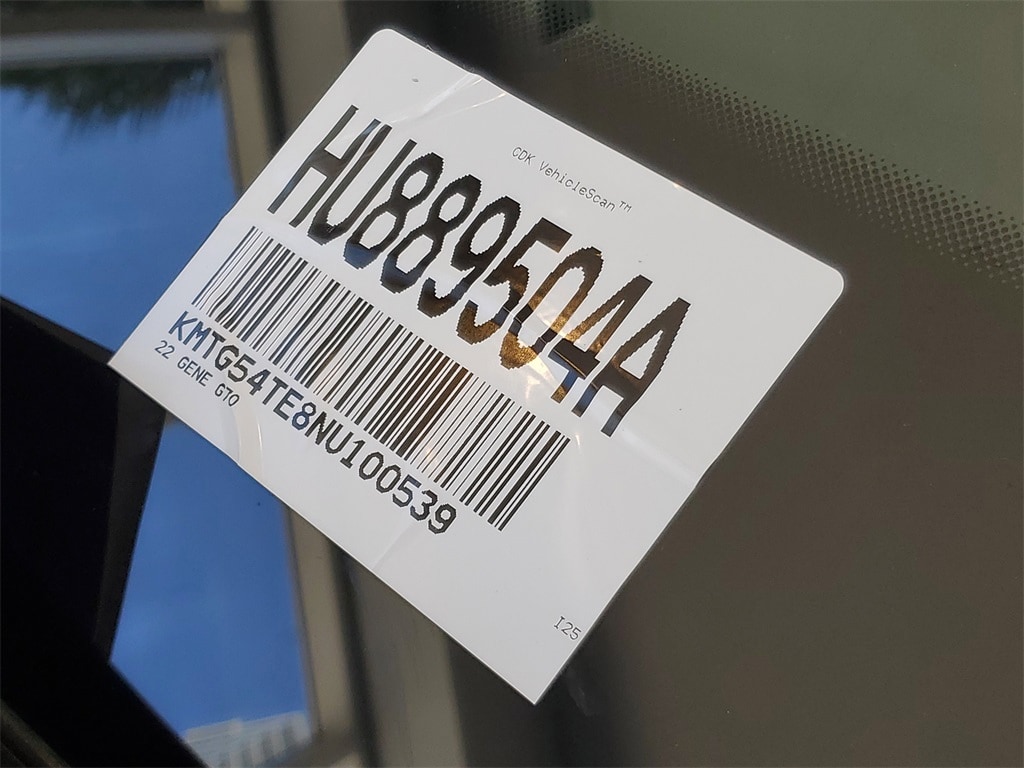 CDK VehicleScan™
HU889504A
KMTG54TE8NU100539
22 GENE GTO
I25